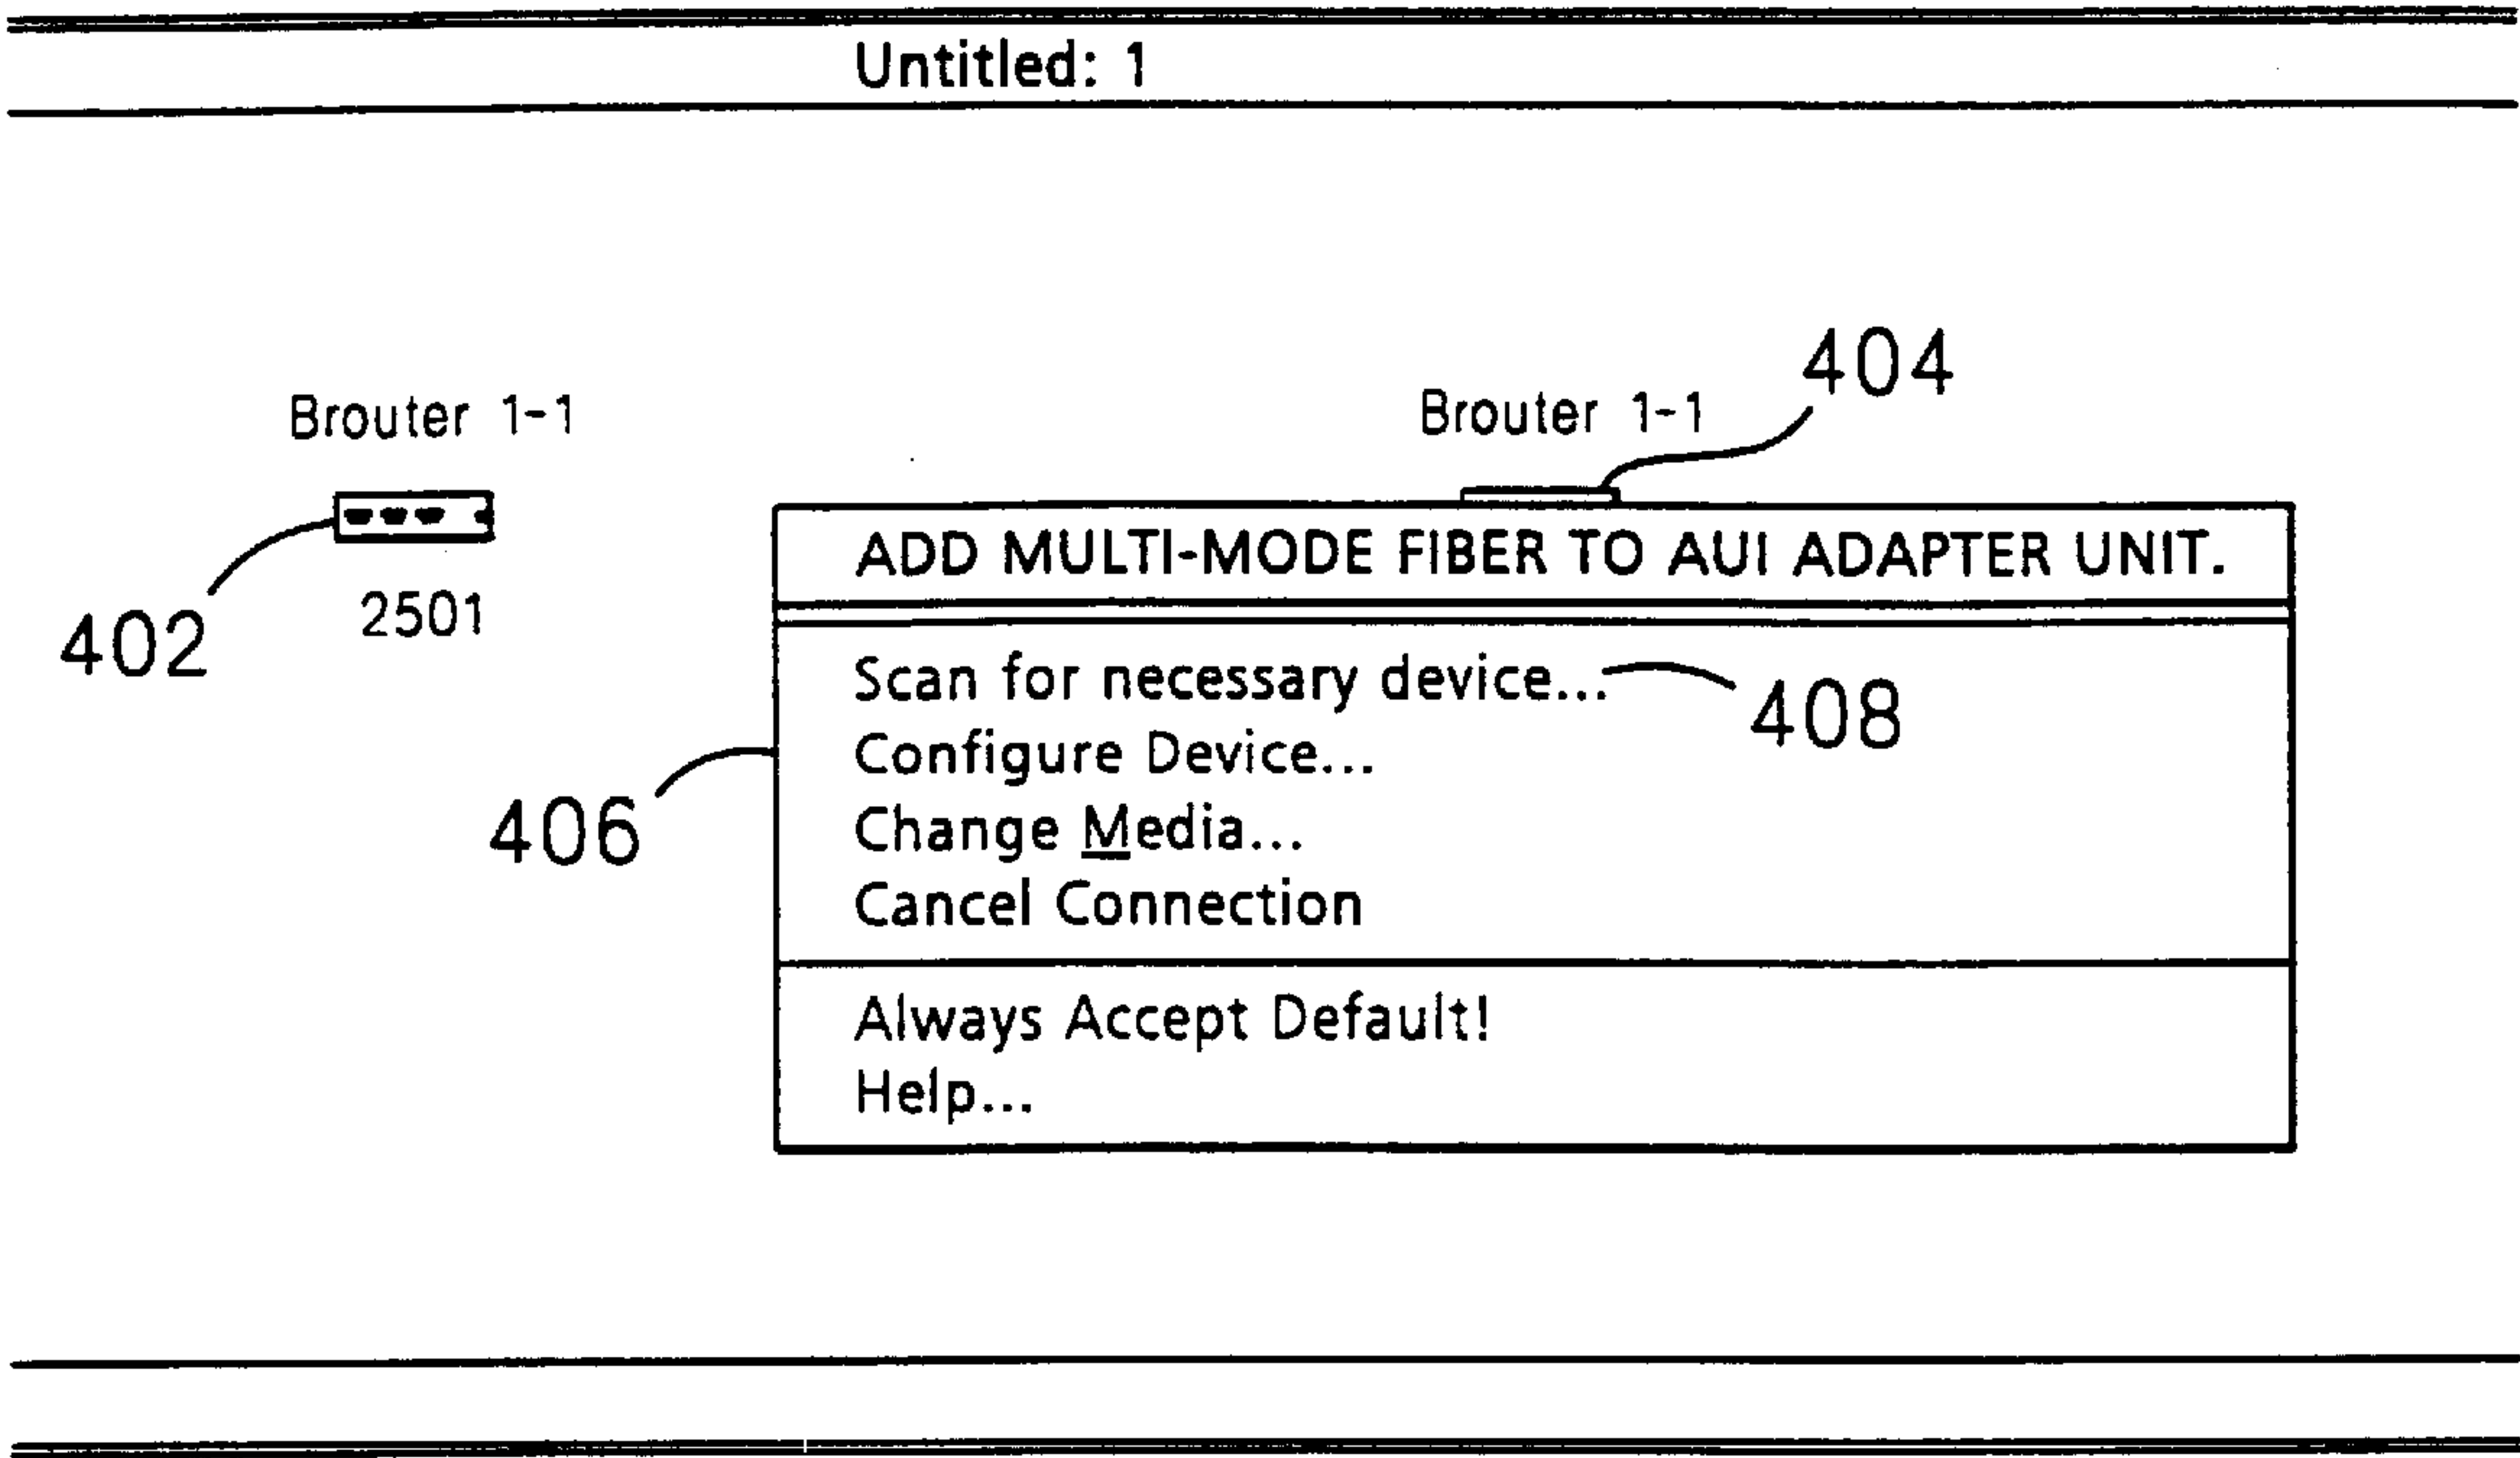 Untitled: 1
404
Brouter 1-1
Brouter 1-1
ADD MULTI-MODE FIBER TO AUI ADAPTER UNIT.
2501
402
Scan for necessary device...
408
Configure Device...
406
Change Media...
Cancel Connection
Always Accept Default!
Help...